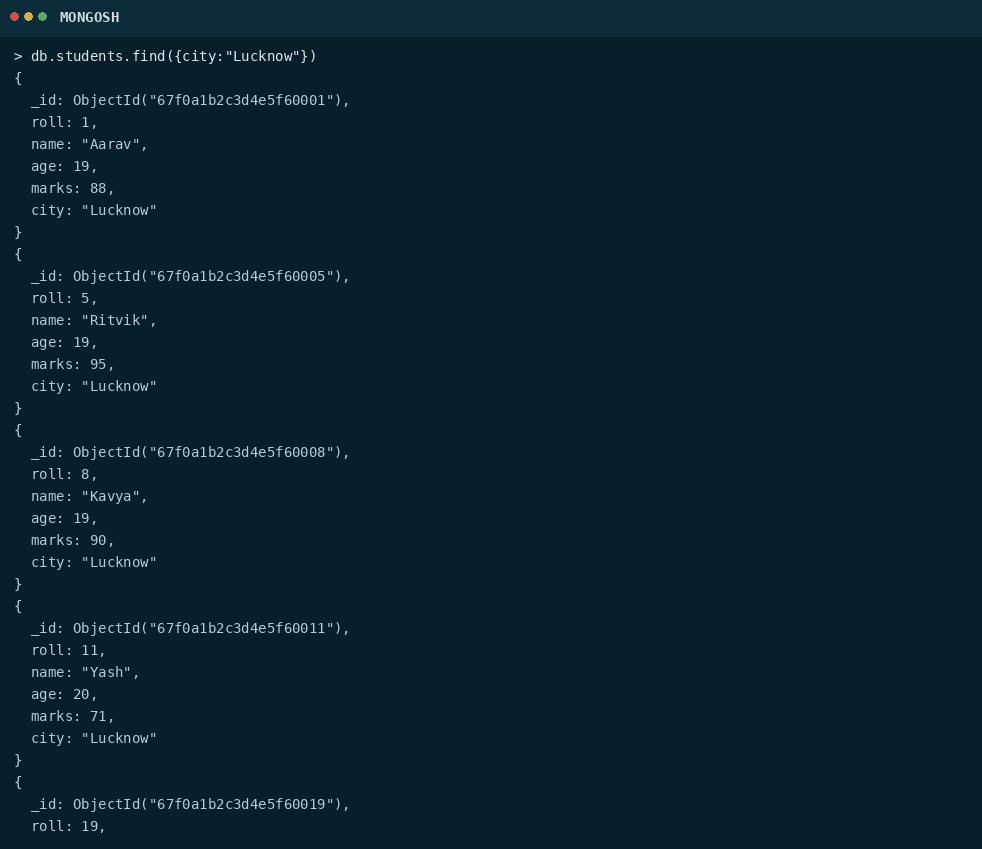 MONGOSH
> db.students.find({city:"Lucknow"})
{
  _id: ObjectId("67f0a1b2c3d4e5f60001"),
  roll: 1,
  name: "Aarav",
  age: 19,
  marks: 88,
  city: "Lucknow"
}
{
  _id: ObjectId("67f0a1b2c3d4e5f60005"),
  roll: 5,
  name: "Ritvik",
  age: 19,
  marks: 95,
  city: "Lucknow"
}
{
  _id: ObjectId("67f0a1b2c3d4e5f60008"),
  roll: 8,
  name: "Kavya",
  age: 19,
  marks: 90,
  city: "Lucknow"
}
{
  _id: ObjectId("67f0a1b2c3d4e5f60011"),
  roll: 11,
  name: "Yash",
  age: 20,
  marks: 71,
  city: "Lucknow"
}
{
  _id: ObjectId("67f0a1b2c3d4e5f60019"),
  roll: 19,